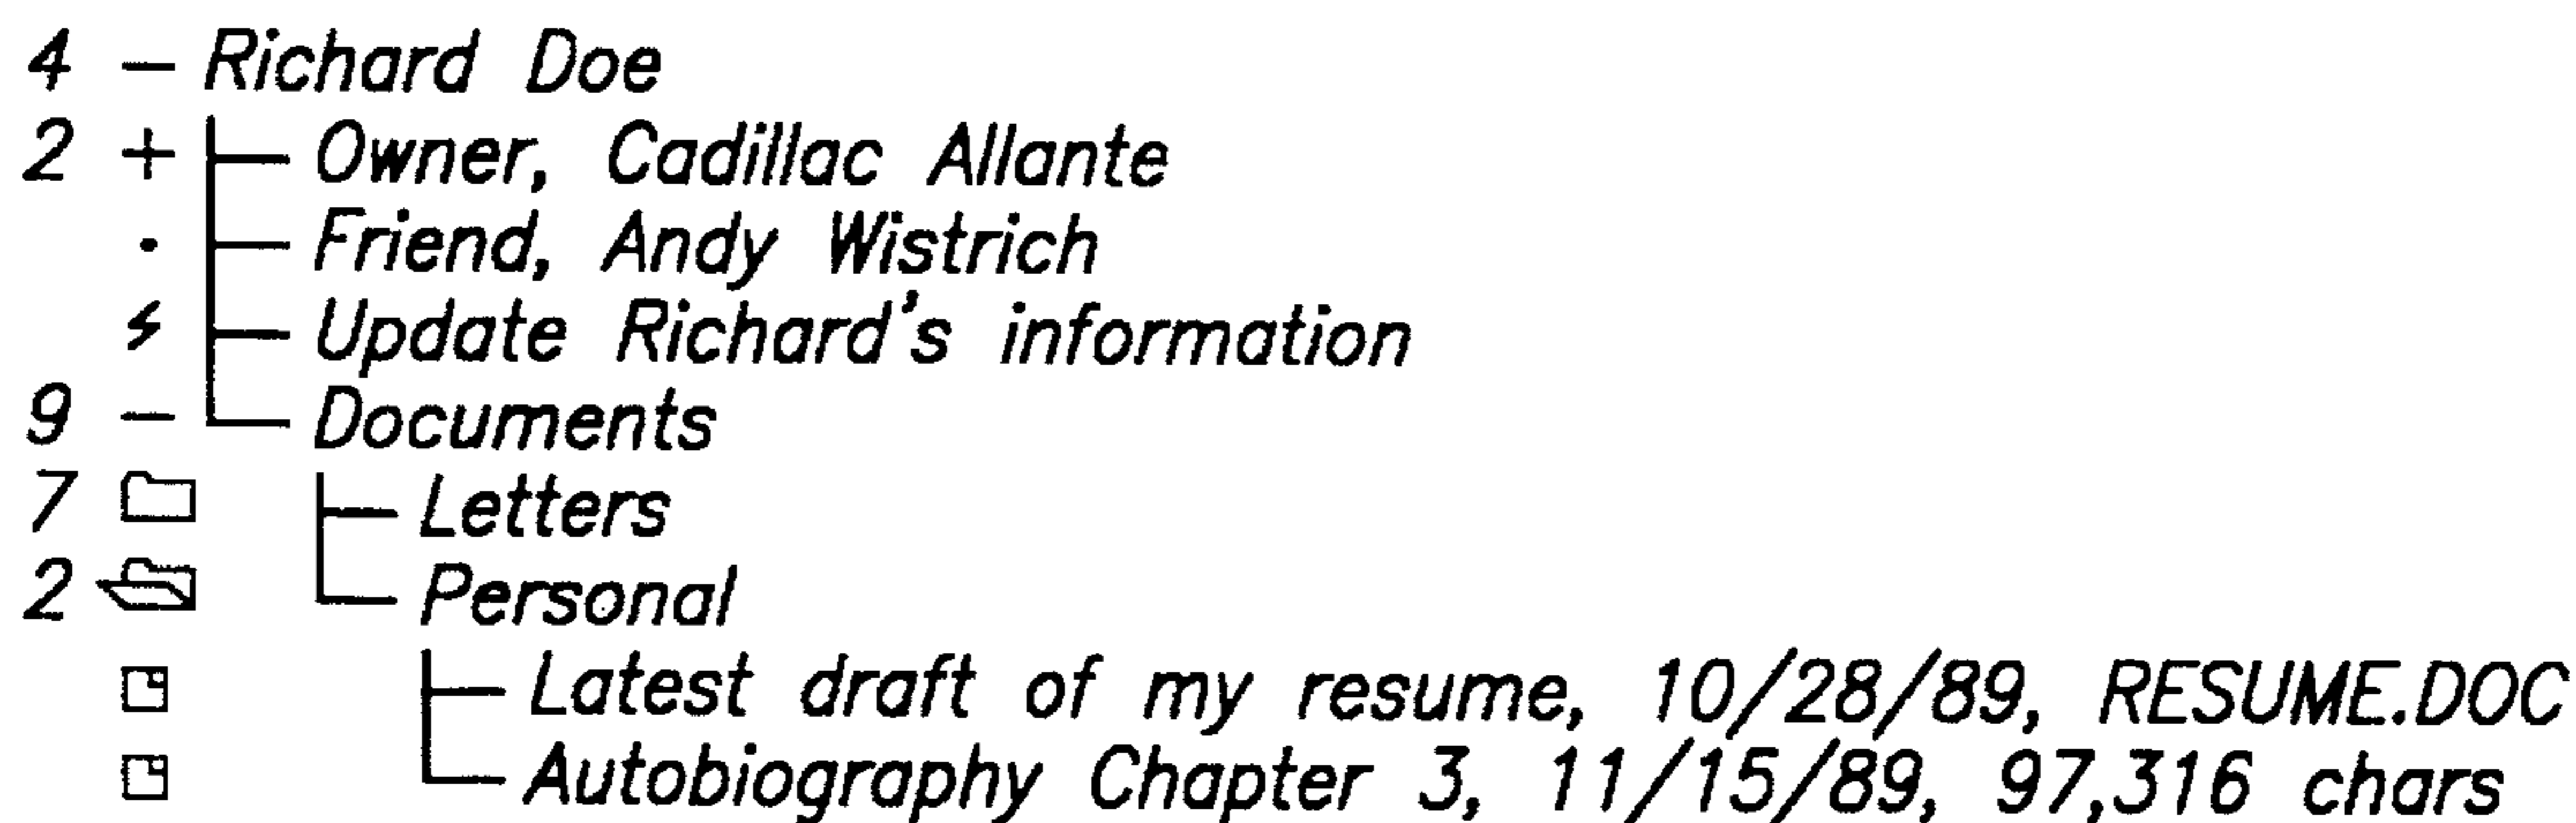 4 – Richard Doe
2 + Owner, Cadillac Allante
· Friend, Andy Wistrich
Update Richard's information
9 – Documents
7 Letters
2 Personal
Latest draft of my resume, 10/28/89, RESUME.DOC
Autobiography Chapter 3, 11/15/89, 97,316 chars